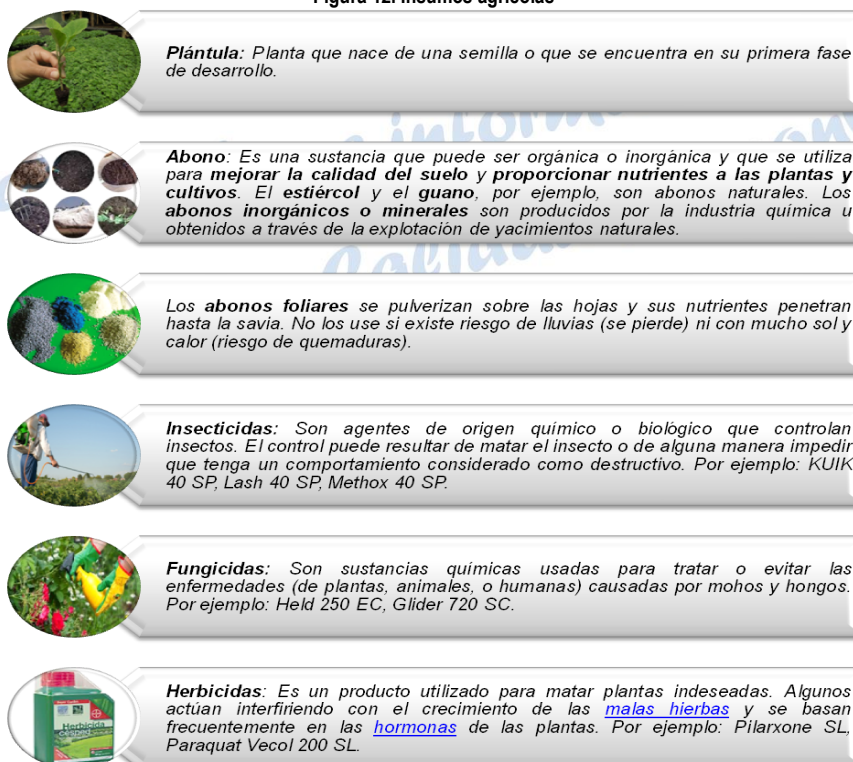 Figura 12. Insumos agrícolas
Plántula: Planta que nace de una semilla o que se encuentra en su primera fase
de desarrollo.
Abono: Es una sustancia que puede ser orgánica o inorgánica y que se utiliza
para mejorar la calidad del suelo y proporcionar nutrientes a las plantas y
cultivos. El estiércol y el guano, por ejemplo, son abonos naturales. Los
abonos inorgánicos o minerales son producidos por la industria química u
obtenidos a través de la explotación de yacimientos naturales.
Los abonos foliares se pulverizan sobre las hojas y sus nutrientes penetran
hasta la savia. No los use si existe riesgo de lluvias (se pierde) ni con mucho sol y
calor (riesgo de quemaduras).
Insecticidas: Son agentes de origen químico o biológico que controlan
insectos. El control puede resultar de matar el insecto o de alguna manera impedir
que tenga un comportamiento considerado como destructivo. Por ejemplo: KUIK
40 SP, Lash 40 SP, Methox 40 SP.
Fungicidas: Son sustancias químicas usadas para tratar o evitar las
enfermedades (de plantas, animales, o humanas) causadas por mohos y hongos.
Por ejemplo: Held 250 EC, Glider 720 SC.
Herbicida
césped
Herbicidas: Es un producto utilizado para matar plantas indeseadas. Algunos
actúan interfiriendo con el crecimiento de las malas hierbas y se basan
frecuentemente en las hormonas de las plantas. Por ejemplo: Pilarxone SL,
Paraquat Vecol 200 SL.